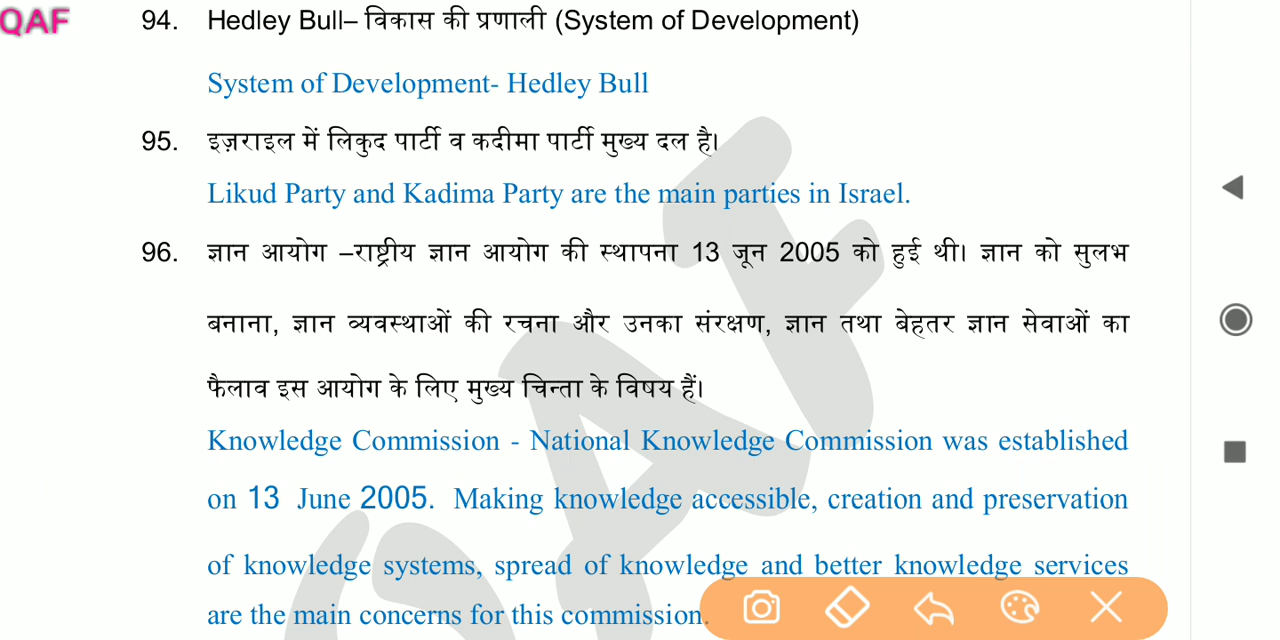 QAF
94. Hedley Bull– विकास की प्रणाली (System of Development)
System of Development- Hedley Bull
95. इज़राइल में लिकुद पार्टी व कदीमा पार्टी मुख्य दल है।
Likud Party and Kadima Party are the main parties in Israel.
96. ज्ञान आयोग –राष्ट्रीय ज्ञान आयोग की स्थापना 13 जून 2005 को हुई थी। ज्ञान को सुलभ
बनाना, ज्ञान व्यवस्थाओं की रचना और उनका संरक्षण, ज्ञान तथा बेहतर ज्ञान सेवाओं का
फैलाव इस आयोग के लिए मुख्य चिन्ता के विषय हैं।
Knowledge Commission - National Knowledge Commission was established
on 13 June 2005. Making knowledge accessible, creation and preservation
of knowledge systems, spread of knowledge and better knowledge services
are the main concerns for this commission.
QAF